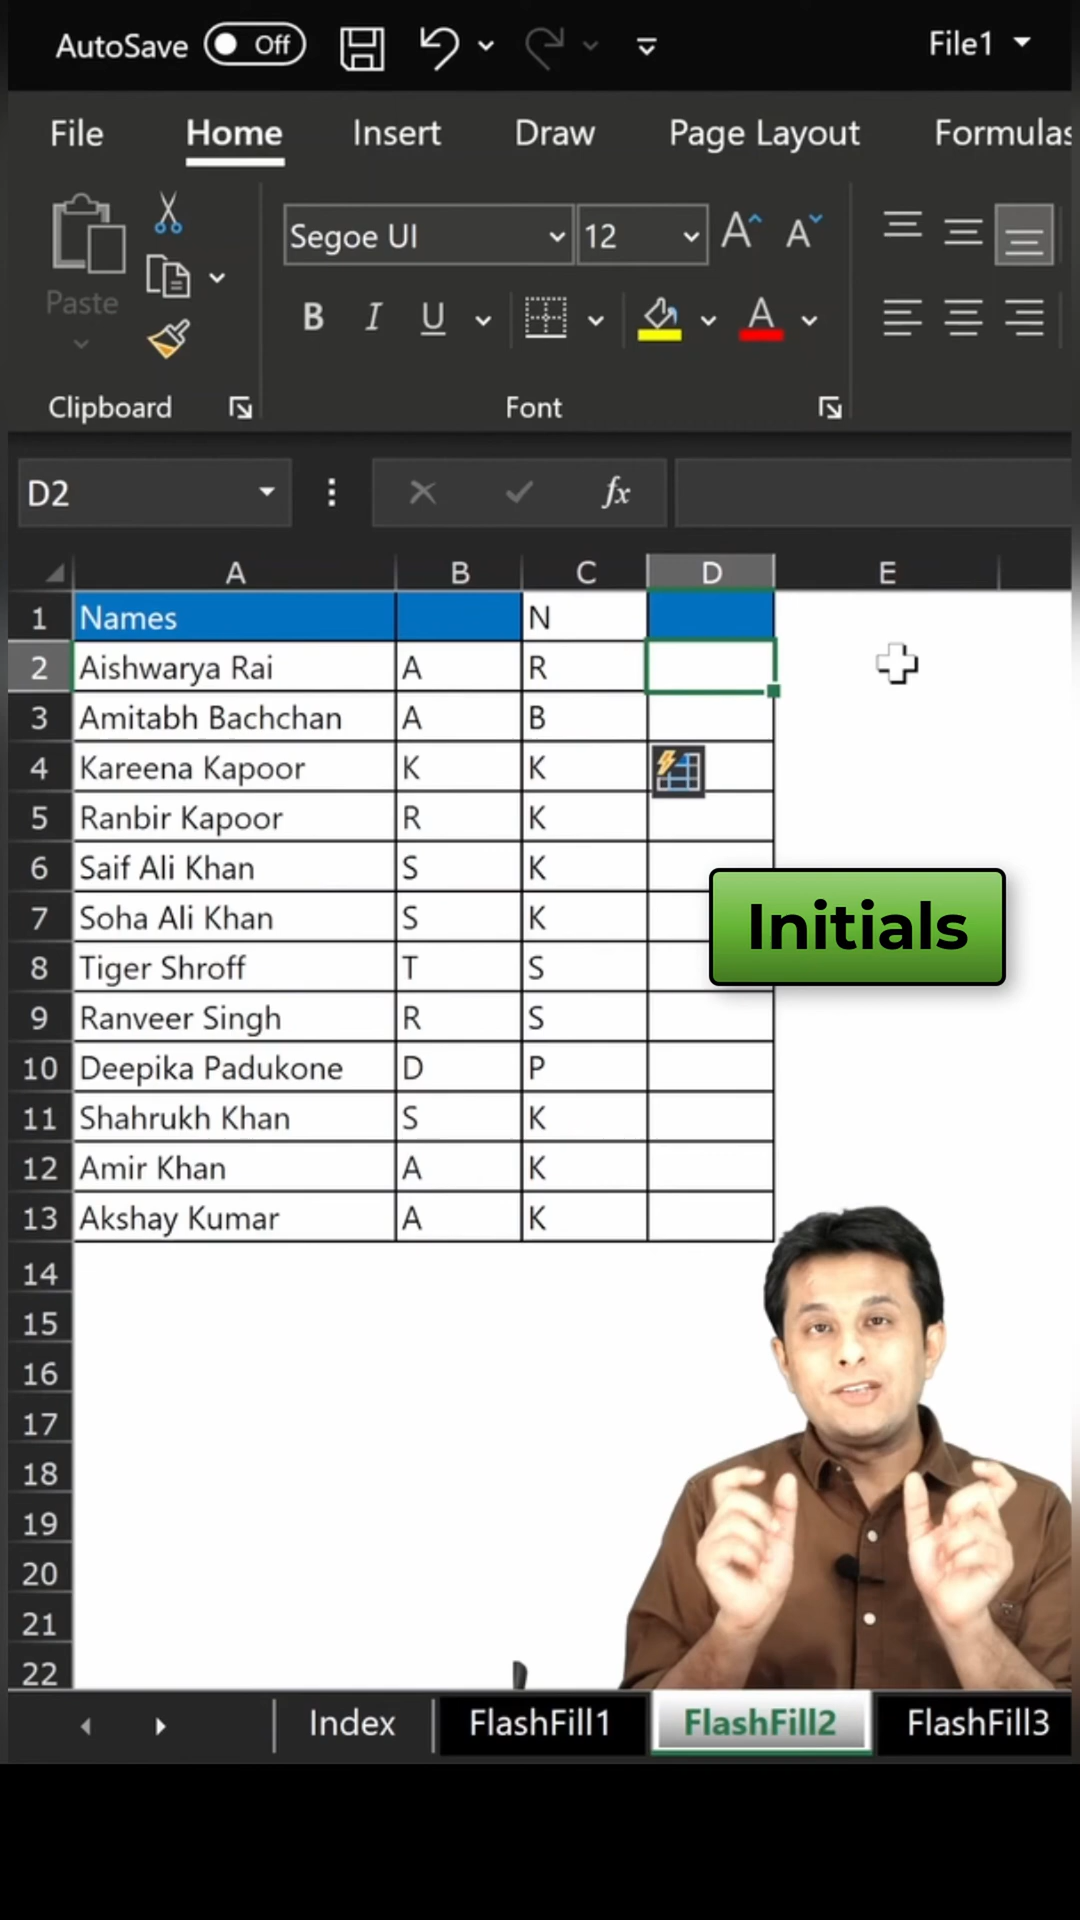 AutoSave Off File1
File Home Insert Draw Page Layout Formulas
Segoe UI 12
Paste
B I U A
Clipboard Font
D2 fx
A B C D E
1 Names N
2 Aishwarya Rai A R
3 Amitabh Bachchan A B
4 Kareena Kapoor K K
5 Ranbir Kapoor R K
6 Saif Ali Khan S K
7 Soha Ali Khan S K
Initials
8 Tiger Shroff T S
9 Ranveer Singh R S
10 Deepika Padukone D P
11 Shahrukh Khan S K
12 Amir Khan A K
13 Akshay Kumar A K
14
15
16
17
18
19
20
21
22
Index FlashFill1 FlashFill2 FlashFill3